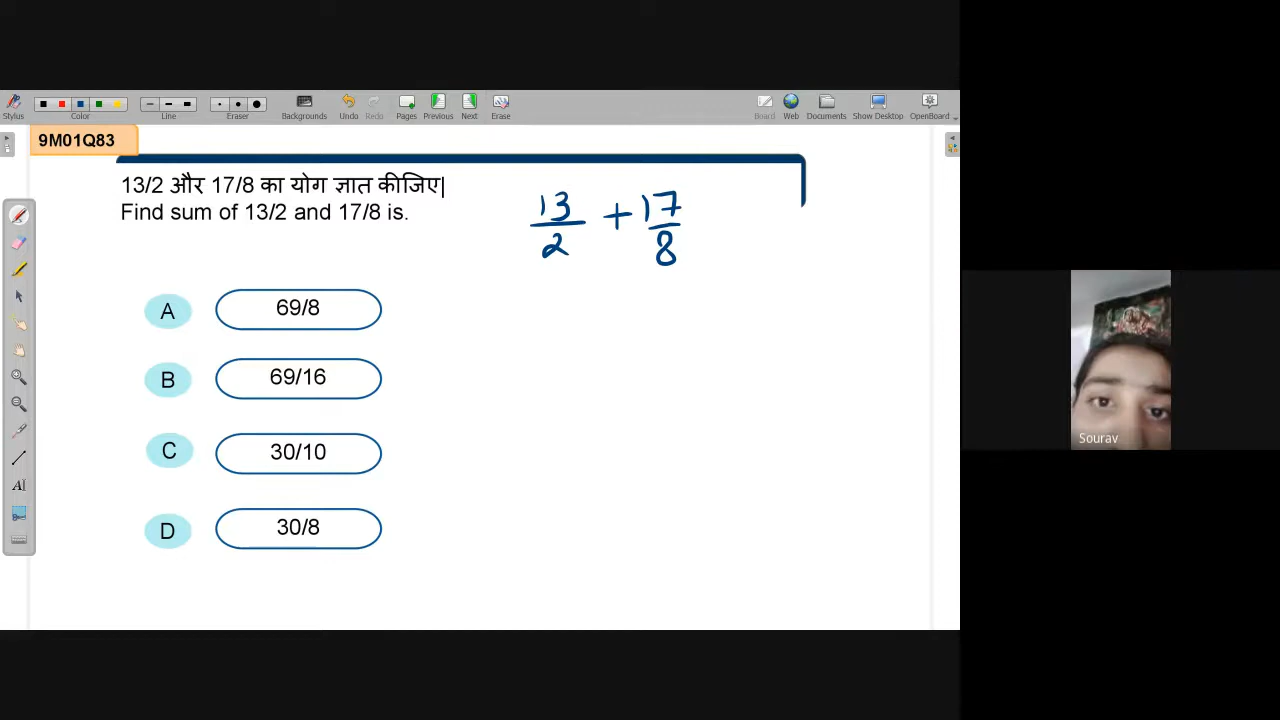 Stylus
Color
Line
Eraser
Backgrounds
Undo
Redo
Pages
Previous
Next
Erase
Board
Web
Documents
Show Desktop
OpenBoard
9M01Q83
13/2 और 17/8 का योग ज्ञात कीजिए|
Find sum of 13/2 and 17/8 is.
13/2 + 17/8
A 69/8
B 69/16
C 30/10
D 30/8
Sourav